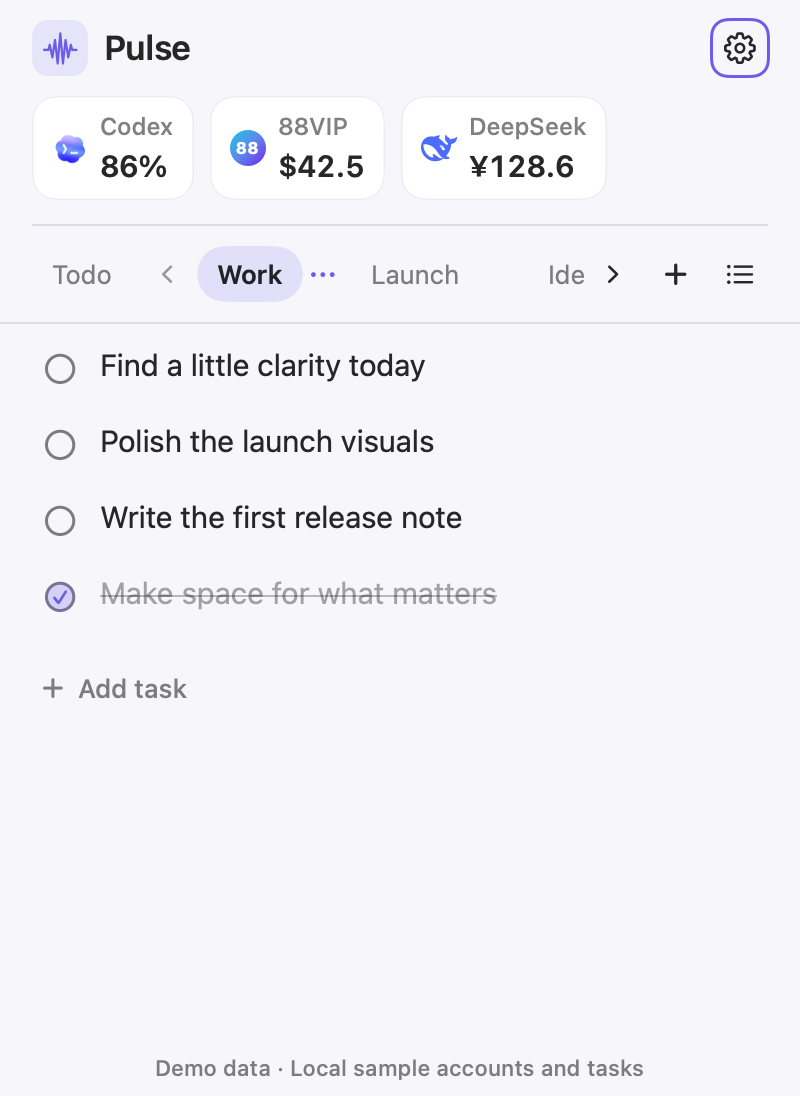 Pulse
Codex
86%
88
88VIP
$42.5
DeepSeek
¥128.6
Todo
Work
Launch
Ide
Find a little clarity today
Polish the launch visuals
Write the first release note
Make space for what matters
Add task
Demo data · Local sample accounts and tasks